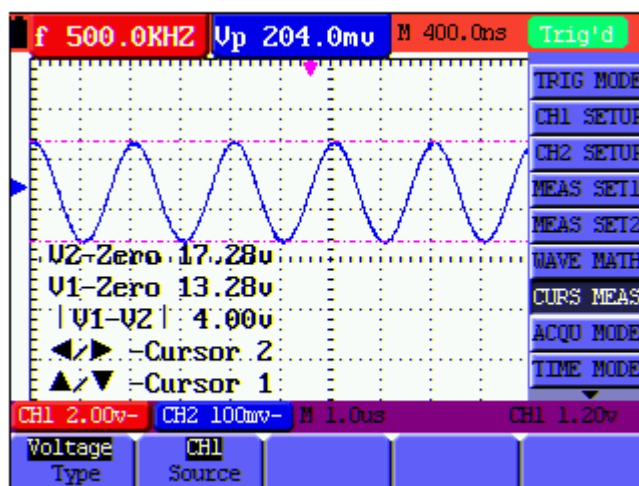 f 500.0KHZ Vp 204.0mv M 400.0ns Trig'd
TRIG MODE
CH1 SETUP
CH2 SETUP
MEAS SET1
MEAS SET2
WAVE MATH
CURS MEAS
ACQU MODE
TIME MODE
V2-Zero 17.28v
V1-Zero 13.28v
|V1-V2| 4.00v
◄/► -Cursor 2
▲/▼ -Cursor 1
CH1 2.00v- CH2 100mv- M 1.0us CH1 1.20v
Voltage CH1
Type Source